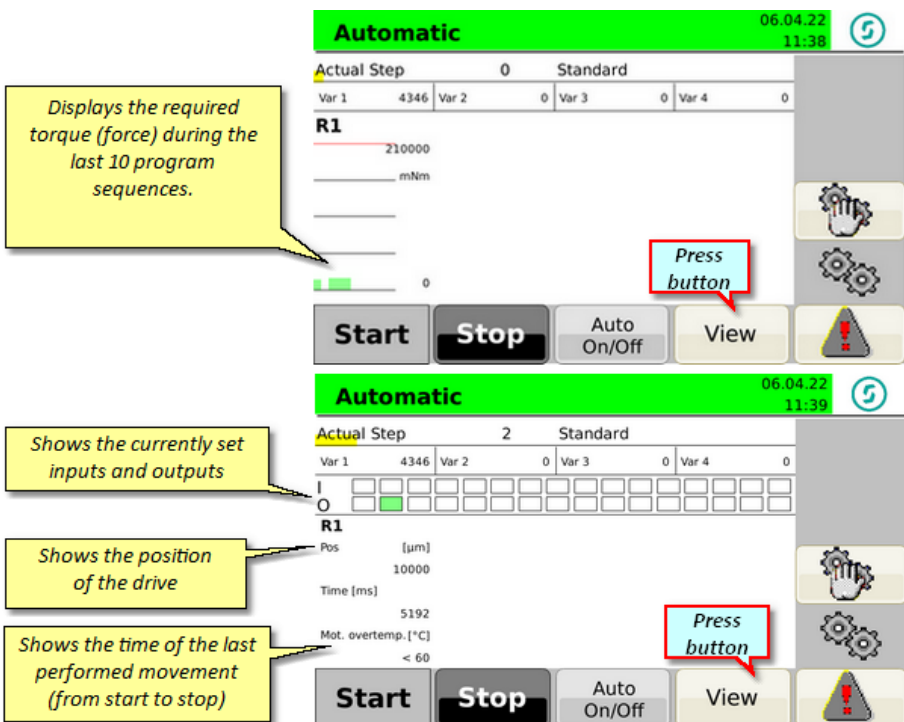 Automatic
06.04.22
11:38
Actual Step 0 Standard
Var 1 4346 Var 2 0 Var 3 0 Var 4 0
R1
210000
mNm
0
Displays the required
torque (force) during the
last 10 program
sequences.
Press
button
Start Stop Auto
On/Off View
Automatic
06.04.22
11:39
Actual Step 2 Standard
Var 1 4346 Var 2 0 Var 3 0 Var 4 0
Shows the currently set
inputs and outputs
I
O
R1
Pos [µm]
10000
Shows the position
of the drive
Time [ms]
5192
Mot. overtemp. [°C]
< 60
Shows the time of the last
performed movement
(from start to stop)
Press
button
Start Stop Auto
On/Off View